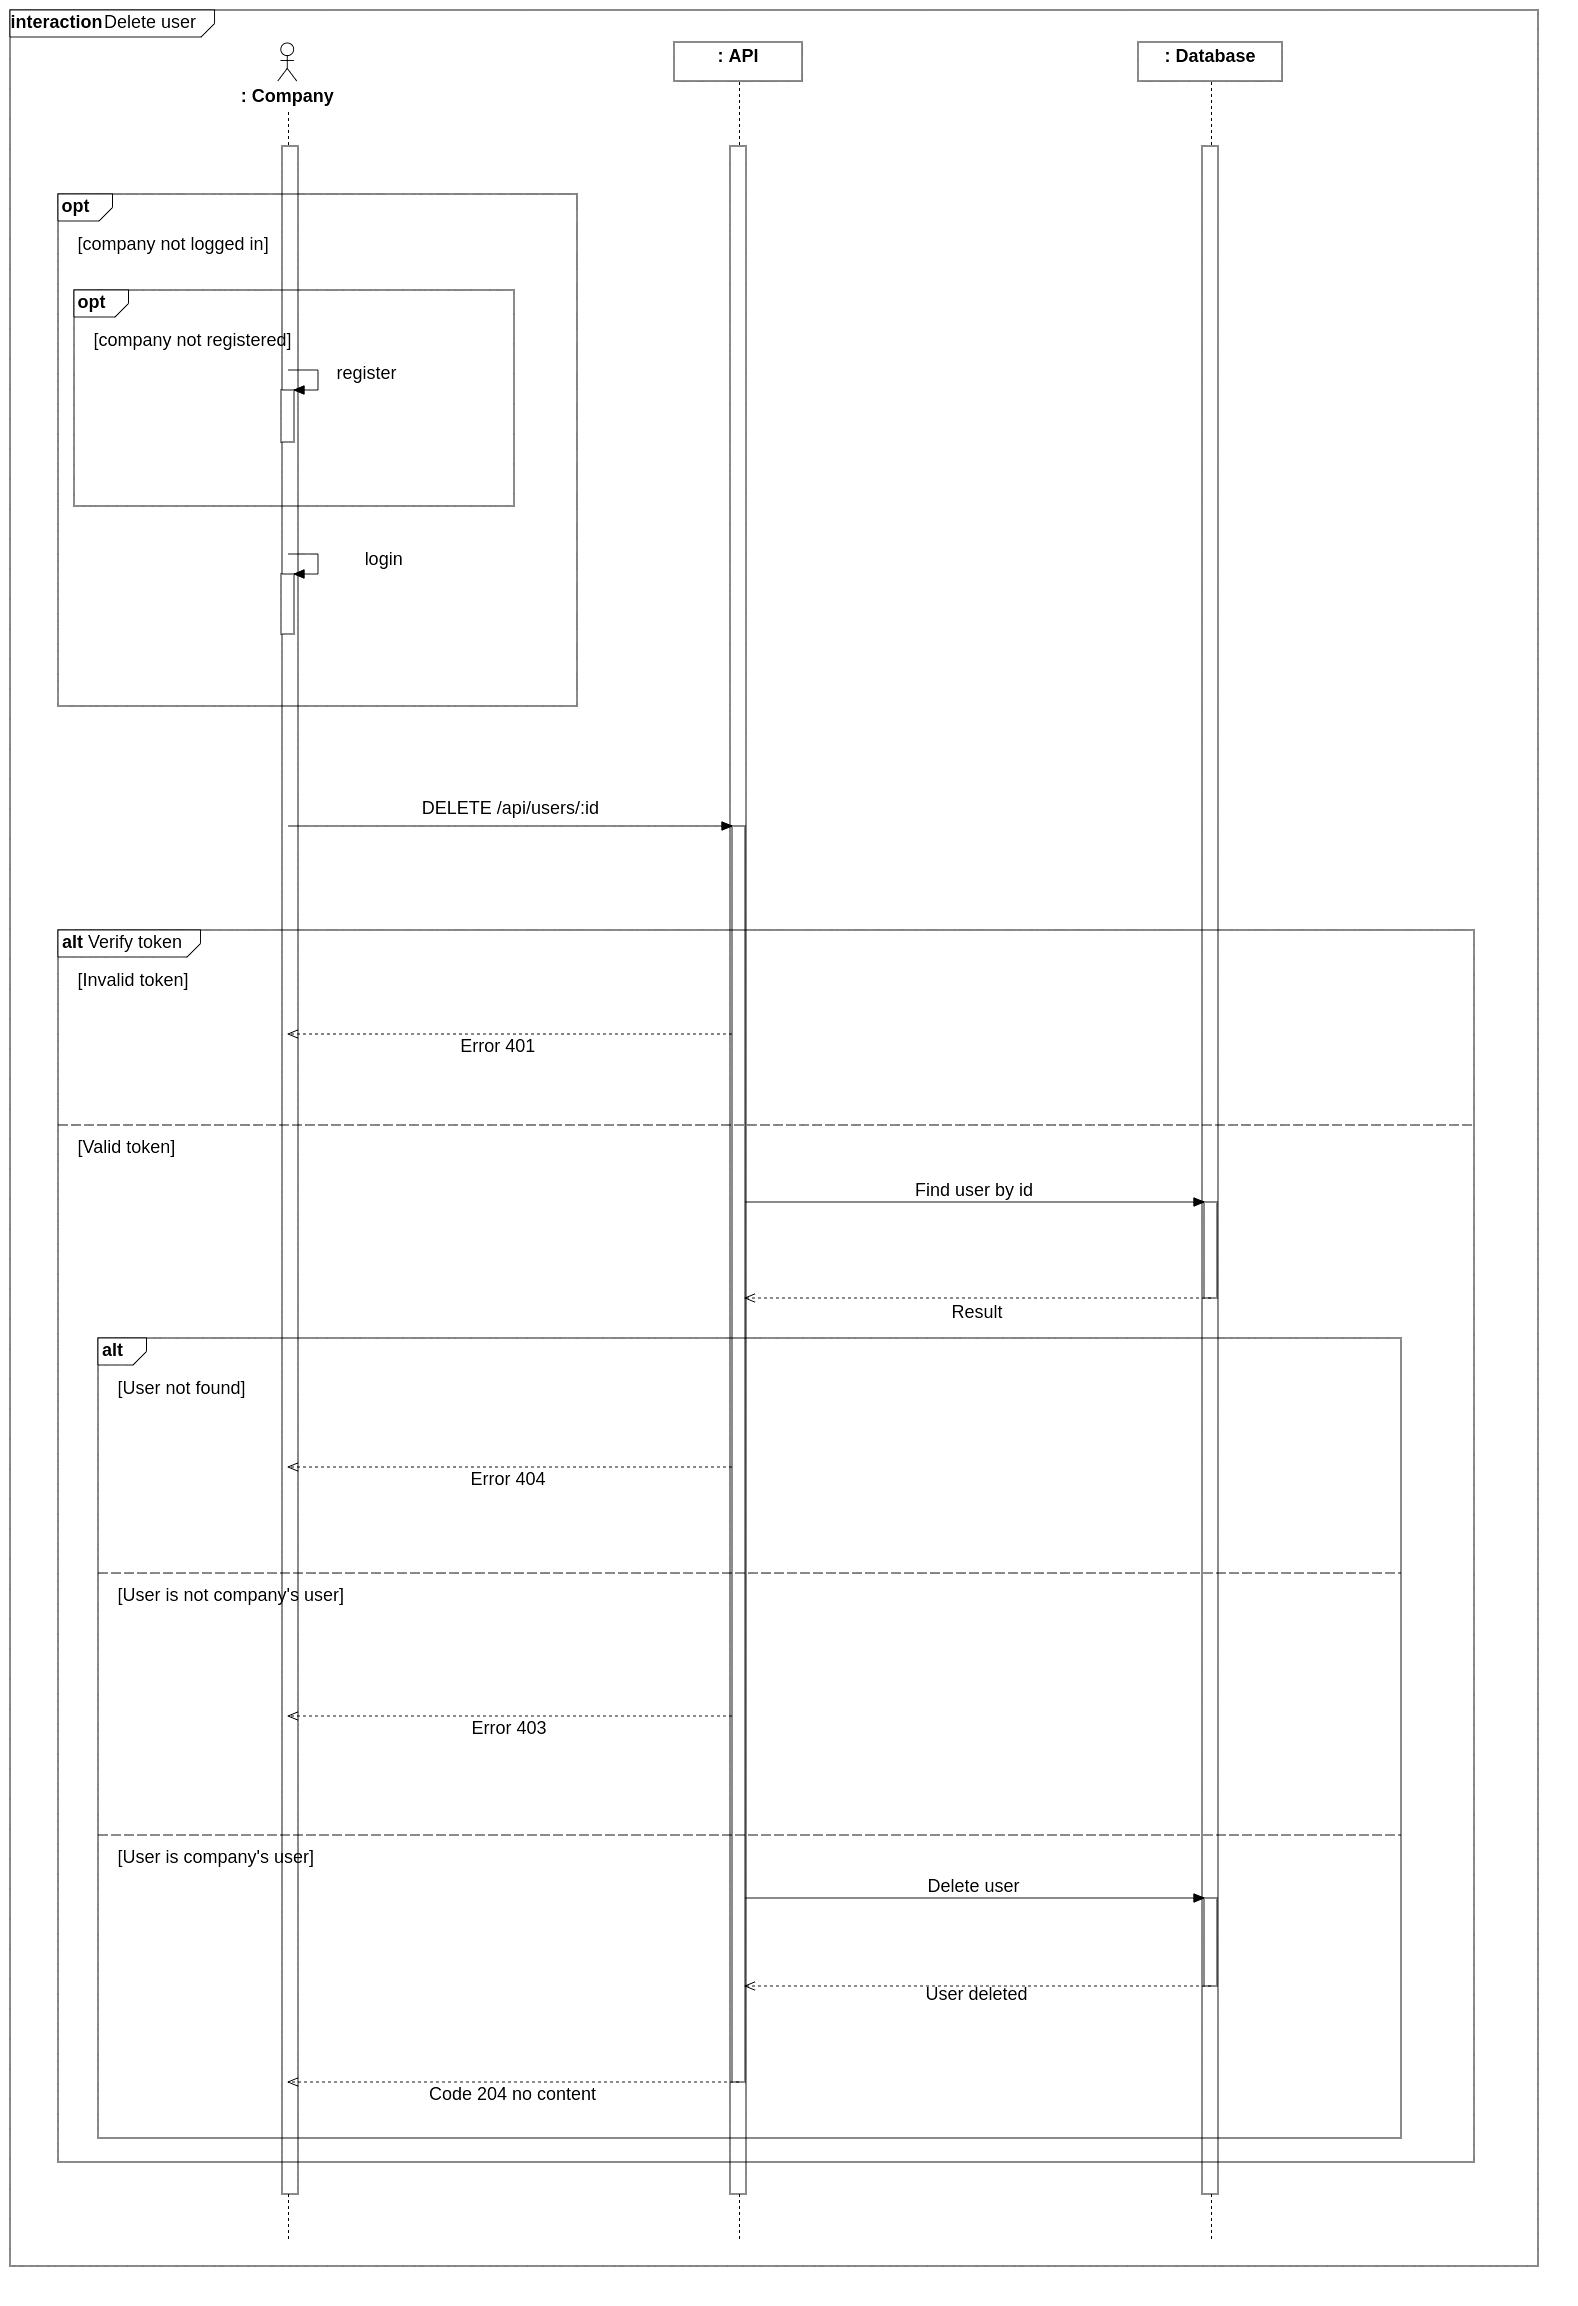 interaction Delete user
: Company
: API
: Database
opt
[company not logged in]
opt
[company not registered]
register
login
DELETE /api/users/:id
alt Verify token
[Invalid token]
Error 401
[Valid token]
Find user by id
Result
alt
[User not found]
Error 404
[User is not company's user]
Error 403
[User is company's user]
Delete user
User deleted
Code 204 no content